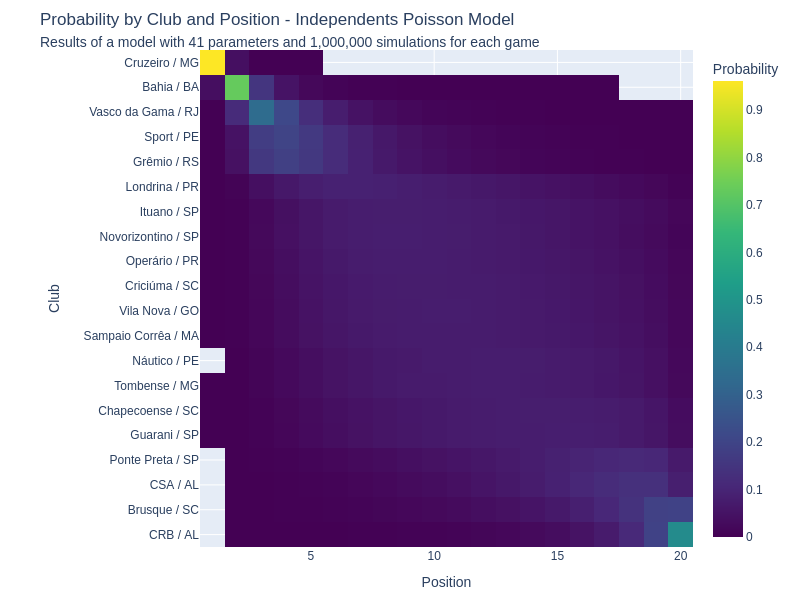 Probability by Club and Position - Independents Poisson Model
Results of a model with 41 parameters and 1,000,000 simulations for each game
Probability
Club
Cruzeiro / MG
Bahia / BA
Vasco da Gama / RJ
Sport / PE
Grêmio / RS
Londrina / PR
Ituano / SP
Novorizontino / SP
Operário / PR
Criciúma / SC
Vila Nova / GO
Sampaio Corrêa / MA
Náutico / PE
Tombense / MG
Chapecoense / SC
Guarani / SP
Ponte Preta / SP
CSA / AL
Brusque / SC
CRB / AL
0.9
0.8
0.7
0.6
0.5
0.4
0.3
0.2
0.1
0
5 10 15 20
Position